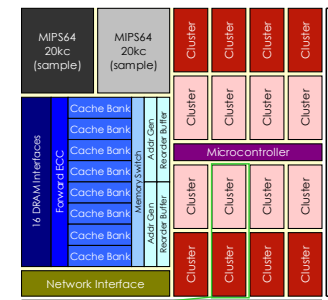 MIPS64
20kc
(sample)
MIPS64
20kc
(sample)
Cluster
Cluster
Cluster
Cluster
Cluster
Cluster
Cluster
Cluster
16 DRAM Interfaces
Forward ECC
Cache Bank
Cache Bank
Cache Bank
Cache Bank
Cache Bank
Cache Bank
Cache Bank
Cache Bank
Memory Switch
Addr Gen
Addr Gen
Reorder Buffer
Reorder Buffer
Microcontroller
Cluster
Cluster
Cluster
Cluster
Cluster
Cluster
Cluster
Cluster
Network Interface